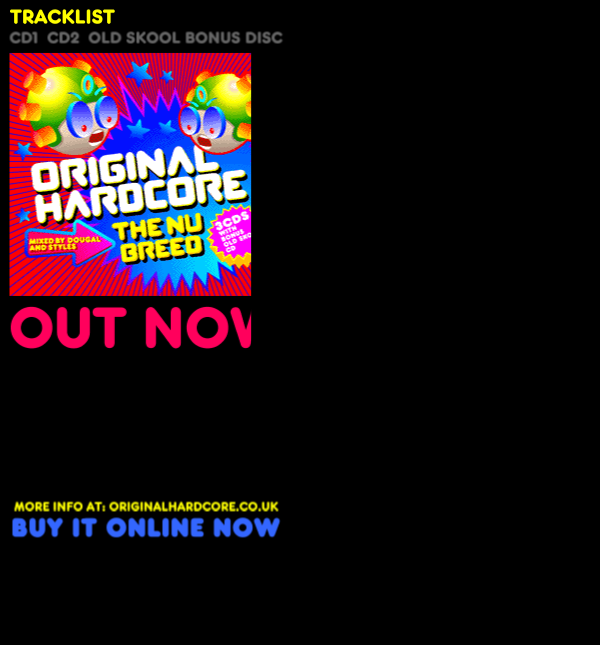 TRACKLIST
CD1 CD2 OLD SKOOL BONUS DISC
ORIGINAL
HARDCORE
THE NU
BREED
MIXED BY DOUGAL
AND STYLES
3CDS
WITH
BONUS
OLD SKO
CD
OUT NOW
MORE INFO AT: ORIGINALHARDCORE.CO.UK
BUY IT ONLINE NOW